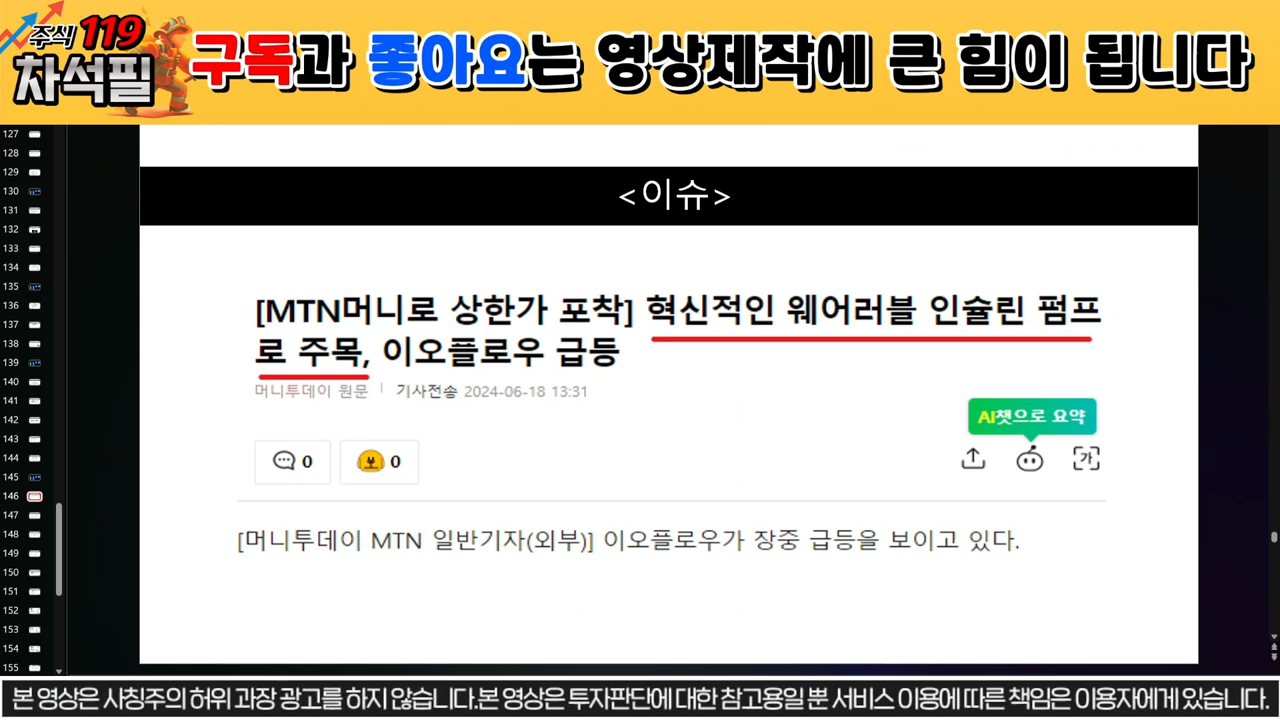 주식 119
차석필
구독과 좋아요는 영상제작에 큰 힘이 됩니다
127
128
129
130
131
132
133
134
135
136
137
138
139
140
141
142
143
144
145
146
147
148
149
150
151
152
153
154
155
<이슈>
[MTN머니로 상한가 포착] 혁신적인 웨어러블 인슐린 펌프
로 주목, 이오플로우 급등
머니투데이 원문 기사전송 2024-06-18 13:31
AI챗으로 요약
0 0 가
[머니투데이 MTN 일반기자(외부)] 이오플로우가 장중 급등을 보이고 있다.
본 영상은 사칭주의 허위 과장 광고를 하지 않습니다.본 영상은 투자판단에 대한 참고용일 뿐 서비스 이용에 따른 책임은 이용자에게 있습니다.